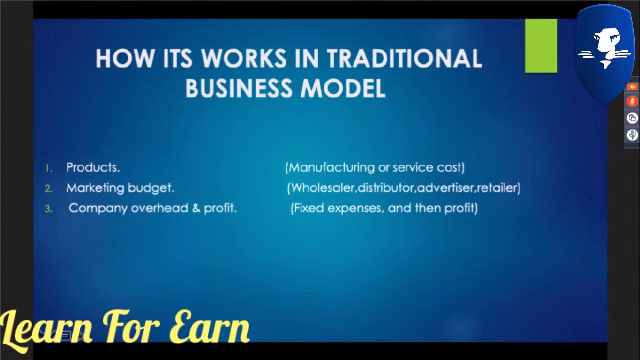 HOW ITS WORKS IN TRADITIONAL
BUSINESS MODEL
1. Products. (Manufacturing or service cost)
2. Marketing budget. (Wholesaler,distributor,advertiser,retailer)
3. Company overhead & profit. (Fixed expenses, and then profit)
Learn For Earn